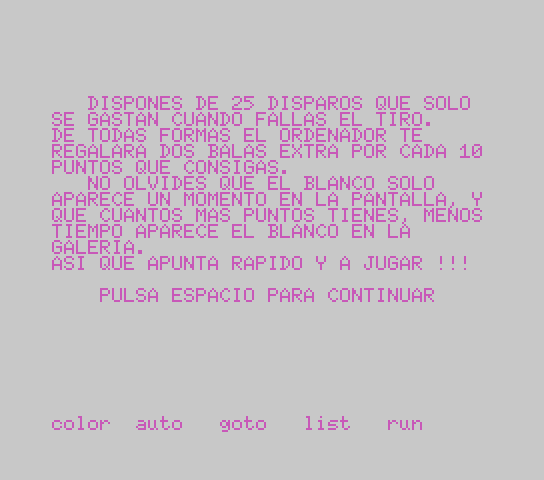 DISPONES DE 25 DISPAROS QUE SOLO
SE GASTAN CUANDO FALLAS EL TIRO.
DE TODAS FORMAS EL ORDENADOR TE
REGALARA DOS BALAS EXTRA POR CADA 10
PUNTOS QUE CONSIGAS.
NO OLVIDES QUE EL BLANCO SOLO
APARECE UN MOMENTO EN LA PANTALLA, Y
QUE CUANTOS MAS PUNTOS TIENES, MENOS
TIEMPO APARECE EL BLANCO EN LA
GALERIA.
ASI QUE APUNTA RAPIDO Y A JUGAR !!!
PULSA ESPACIO PARA CONTINUAR
color auto goto list run